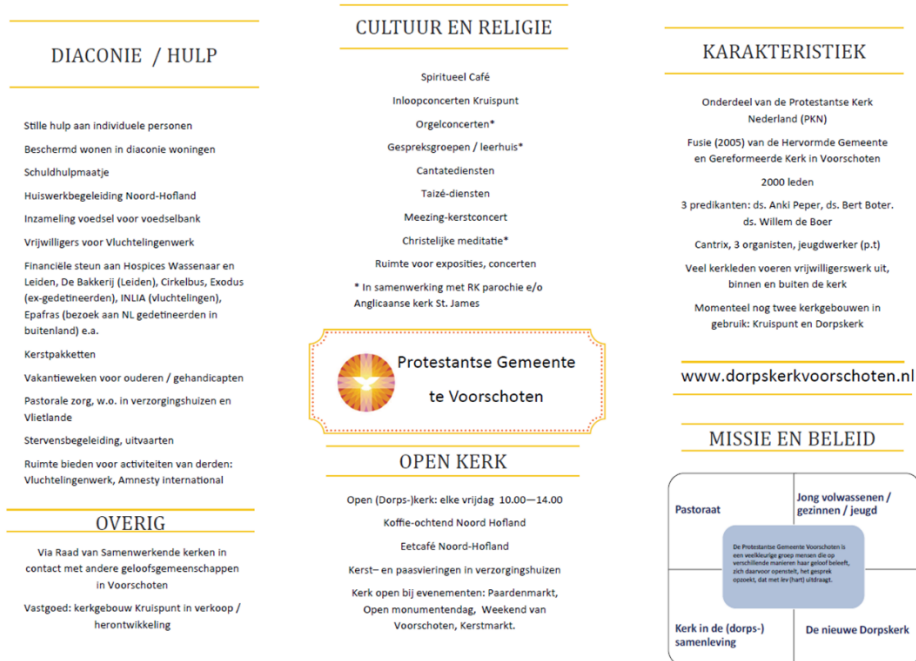 DIACONIE / HULP
Stille hulp aan individuele personen
Beschermd wonen in diaconie woningen
Schuldhulpmaatje
Huiswerkbegeleiding Noord-Hofland
Inzameling voedsel voor voedselbank
Vrijwilligers voor Vluchtelingenwerk
Financiële steun aan Hospices Wassenaar en
Leiden, De Bakkerij (Leiden), Cirkelbus, Exodus
(ex-gedetineerden), INLIA (vluchtelingen),
Epafras (bezoek aan NL gedetineerden in
buitenland) e.a.
Kerstpakketten
Vakantieweken voor ouderen / gehandicapten
Pastorale zorg, w.o. in verzorgingshuizen en
Vlietlande
Stervensbegeleiding, uitvaarten
Ruimte bieden voor activiteiten van derden:
Vluchtelingenwerk, Amnesty international
OVERIG
Via Raad van Samenwerkende kerken in
contact met andere geloofsgemeenschappen
in Voorschoten
Vastgoed: kerkgebouw Kruispunt in verkoop /
herontwikkeling
CULTUUR EN RELIGIE
Spiritueel Café
Inloopconcerten Kruispunt
Orgelconcerten*
Gespreksgroepen / leerhuis*
Cantatediensten
Taizé-diensten
Meezing-kerstconcert
Christelijke meditatie*
Ruimte voor exposities, concerten
* In samenwerking met RK parochie e/o
Anglicaanse kerk St. James
Protestantse Gemeente
te Voorschoten
OPEN KERK
Open (Dorps-)kerk: elke vrijdag 10.00—14.00
Koffie-ochtend Noord Hofland
Eetcafé Noord-Hofland
Kerst– en paasvieringen in verzorgingshuizen
Kerk open bij evenementen: Paardenmarkt,
Open monumentendag, Weekend van
Voorschoten, Kerstmarkt.
KARAKTERISTIEK
Onderdeel van de Protestantse Kerk
Nederland (PKN)
Fusie (2005) van de Hervormde Gemeente
en Gereformeerde Kerk in Voorschoten
2000 leden
3 predikanten: ds. Anki Peper, ds. Bert Boter.
ds. Willem de Boer
Cantrix, 3 organisten, jeugdwerker (p.t)
Veel kerkleden voeren vrijwilligerswerk uit,
binnen en buiten de kerk
Momenteel nog twee kerkgebouwen in
gebruik: Kruispunt en Dorpskerk
www.dorpskerkvoorschoten.nl
MISSIE EN BELEID
Pastoraat
Jong volwassenen /
gezinnen / jeugd
De Protestantse Gemeente Voorschoten is
een veelkleurige groep mensen die op
verschillende manieren haar geloof beleeft,
zich daarvoor openstelt, het gesprek
opzoekt, dat met lev (hart) uitdraagt.
Kerk in de (dorps-)
samenleving
De nieuwe Dorpskerk